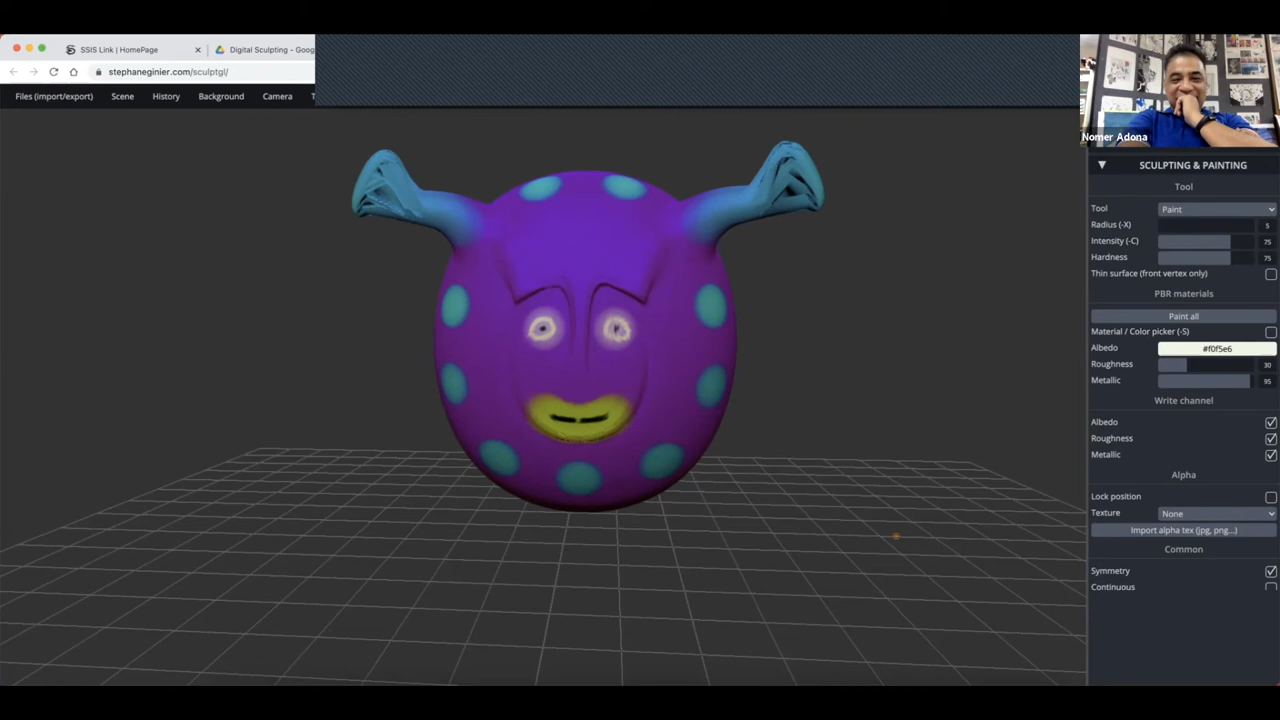 SSIS Link | HomePage
Digital Sculpting - Goog
stephaneginier.com/sculptgl/
Files (import/export) Scene History Background Camera T
Nomer Adona
SCULPTING & PAINTING
Tool
Tool Paint
Radius (-X) 5
Intensity (-C) 75
Hardness 75
Thin surface (front vertex only)
PBR materials
Paint all
Material / Color picker (-S)
Albedo #f0f5e6
Roughness 30
Metallic 95
Write channel
Albedo
Roughness
Metallic
Alpha
Lock position
Texture None
Import alpha tex (jpg, png...)
Common
Symmetry
Continuous